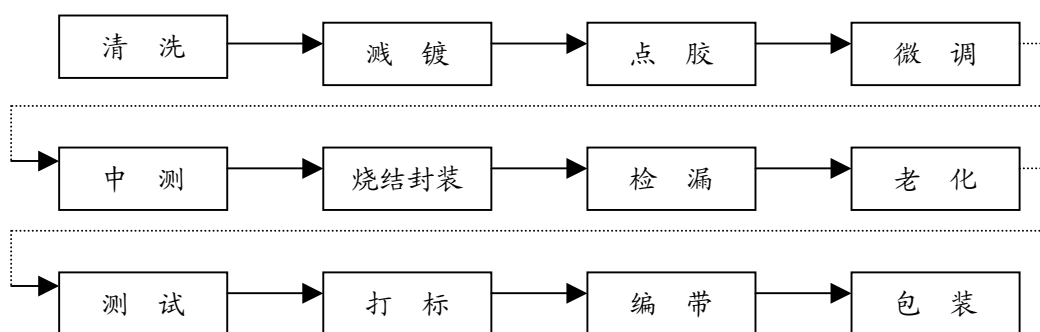 清 洗 溅 镀 点 胶 微 调
中 测 烧结封装 检 漏 老 化
测 试 打 标 编 带 包 装